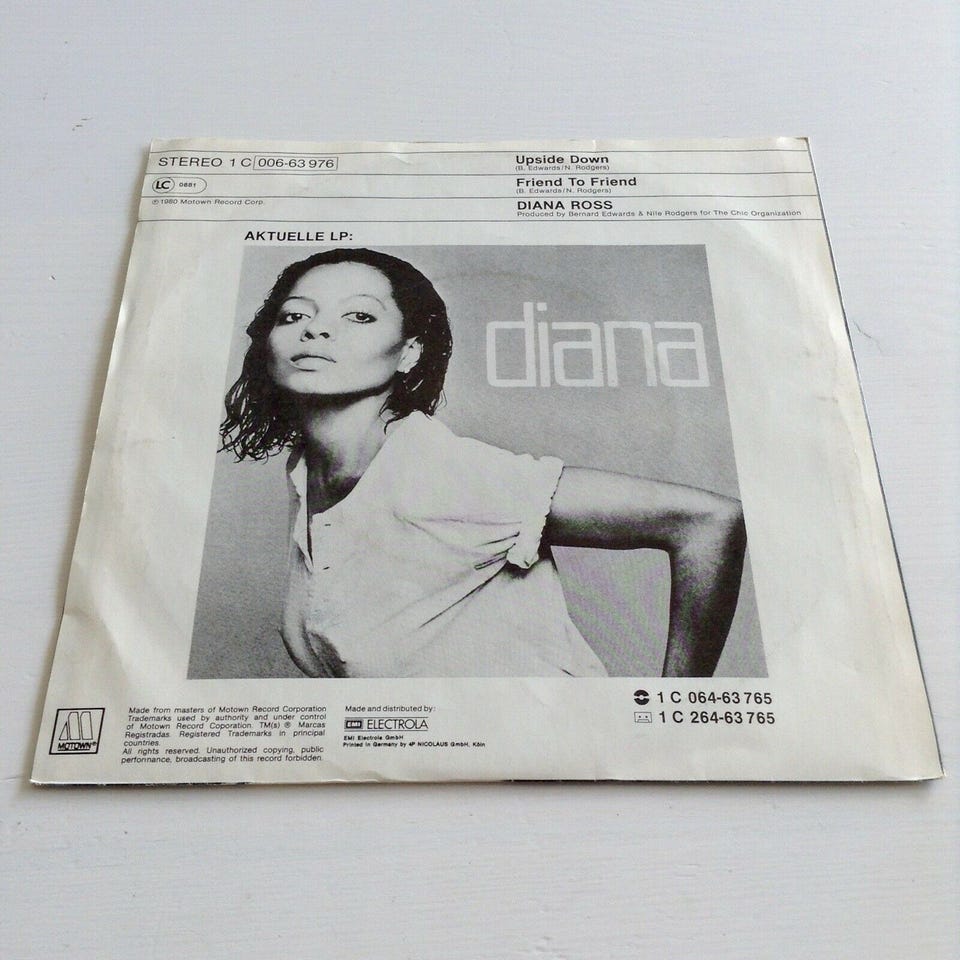 STEREO 1 C 006-63 976
Upside Down
(B. Edwards/N. Rodgers)
LC 0881
Friend To Friend
(B. Edwards/N. Rodgers)
℗ 1980 Motown Record Corp.
DIANA ROSS
Produced by Bernard Edwards & Nile Rodgers for The Chic Organization
AKTUELLE LP:
diana
Made from masters of Motown Record Corporation
Trademarks used by authority and under control
of Motown Record Coporation. TM(s) ® Marcas
Registradas. Registered Trademarks in principal
countries.
All rights reserved. Unauthorized copying, public
performance, broadcasting of this record forbidden.
M
MOTOWN®
Made and distributed by:
EMI ELECTROLA
EMI Electrola GmbH
Printed in Germany by 4P NICOLAUS GmbH, Köln
1 C 064-63 765
1 C 264-63 765